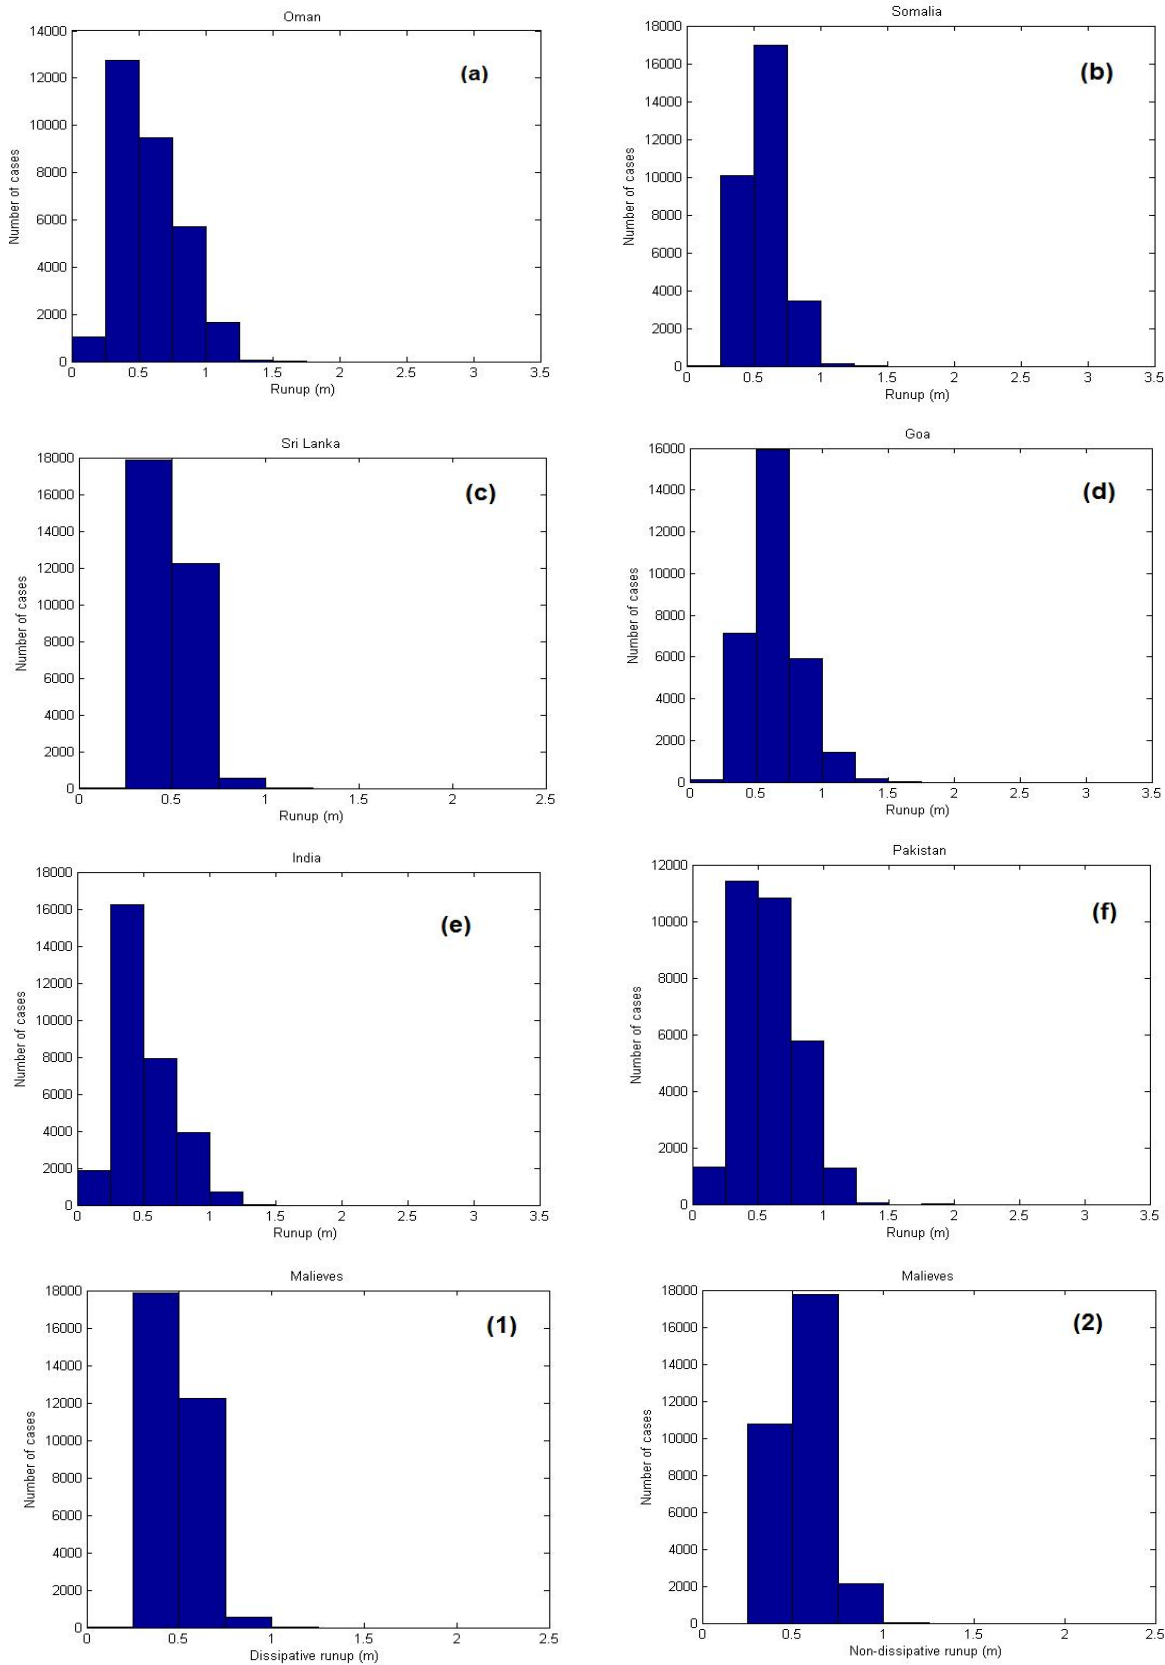 Oman
(a)
14000
12000
10000
8000
6000
4000
2000
0
Number of cases
0 0.5 1 1.5 2 2.5 3 3.5
Runup (m)
Somalia
(b)
18000
16000
14000
12000
10000
8000
6000
4000
2000
0
Number of cases
0 0.5 1 1.5 2 2.5 3 3.5
Runup (m)
Sri Lanka
(c)
18000
16000
14000
12000
10000
8000
6000
4000
2000
0
Number of cases
0 0.5 1 1.5 2 2.5
Runup (m)
Goa
(d)
16000
14000
12000
10000
8000
6000
4000
2000
0
Number of cases
0 0.5 1 1.5 2 2.5 3 3.5
Runup (m)
India
(e)
18000
16000
14000
12000
10000
8000
6000
4000
2000
0
Number of cases
0 0.5 1 1.5 2 2.5 3 3.5
Runup (m)
Pakistan
(f)
12000
10000
8000
6000
4000
2000
0
Number of cases
0 0.5 1 1.5 2 2.5 3 3.5
Runup (m)
Malieves
(1)
18000
16000
14000
12000
10000
8000
6000
4000
2000
0
Number of cases
0 0.5 1 1.5 2 2.5
Dissipative runup (m)
Malieves
(2)
18000
16000
14000
12000
10000
8000
6000
4000
2000
0
Number of cases
0 0.5 1 1.5 2 2.5
Non-dissipative runup (m)